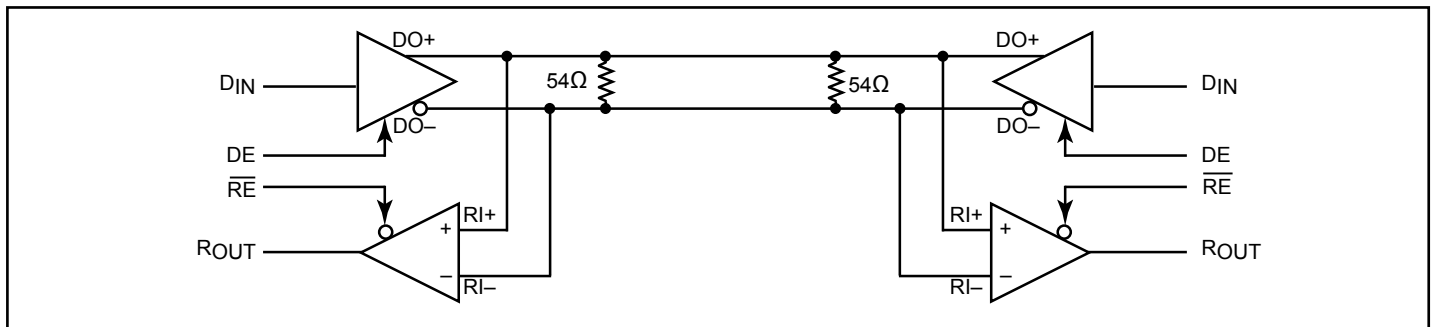 DO+ DO+
DIN 54Ω 54Ω DIN
DO– DO–
DE DE
RE RE
RI+ RI+
+ +
ROUT ROUT
– –
RI– RI–